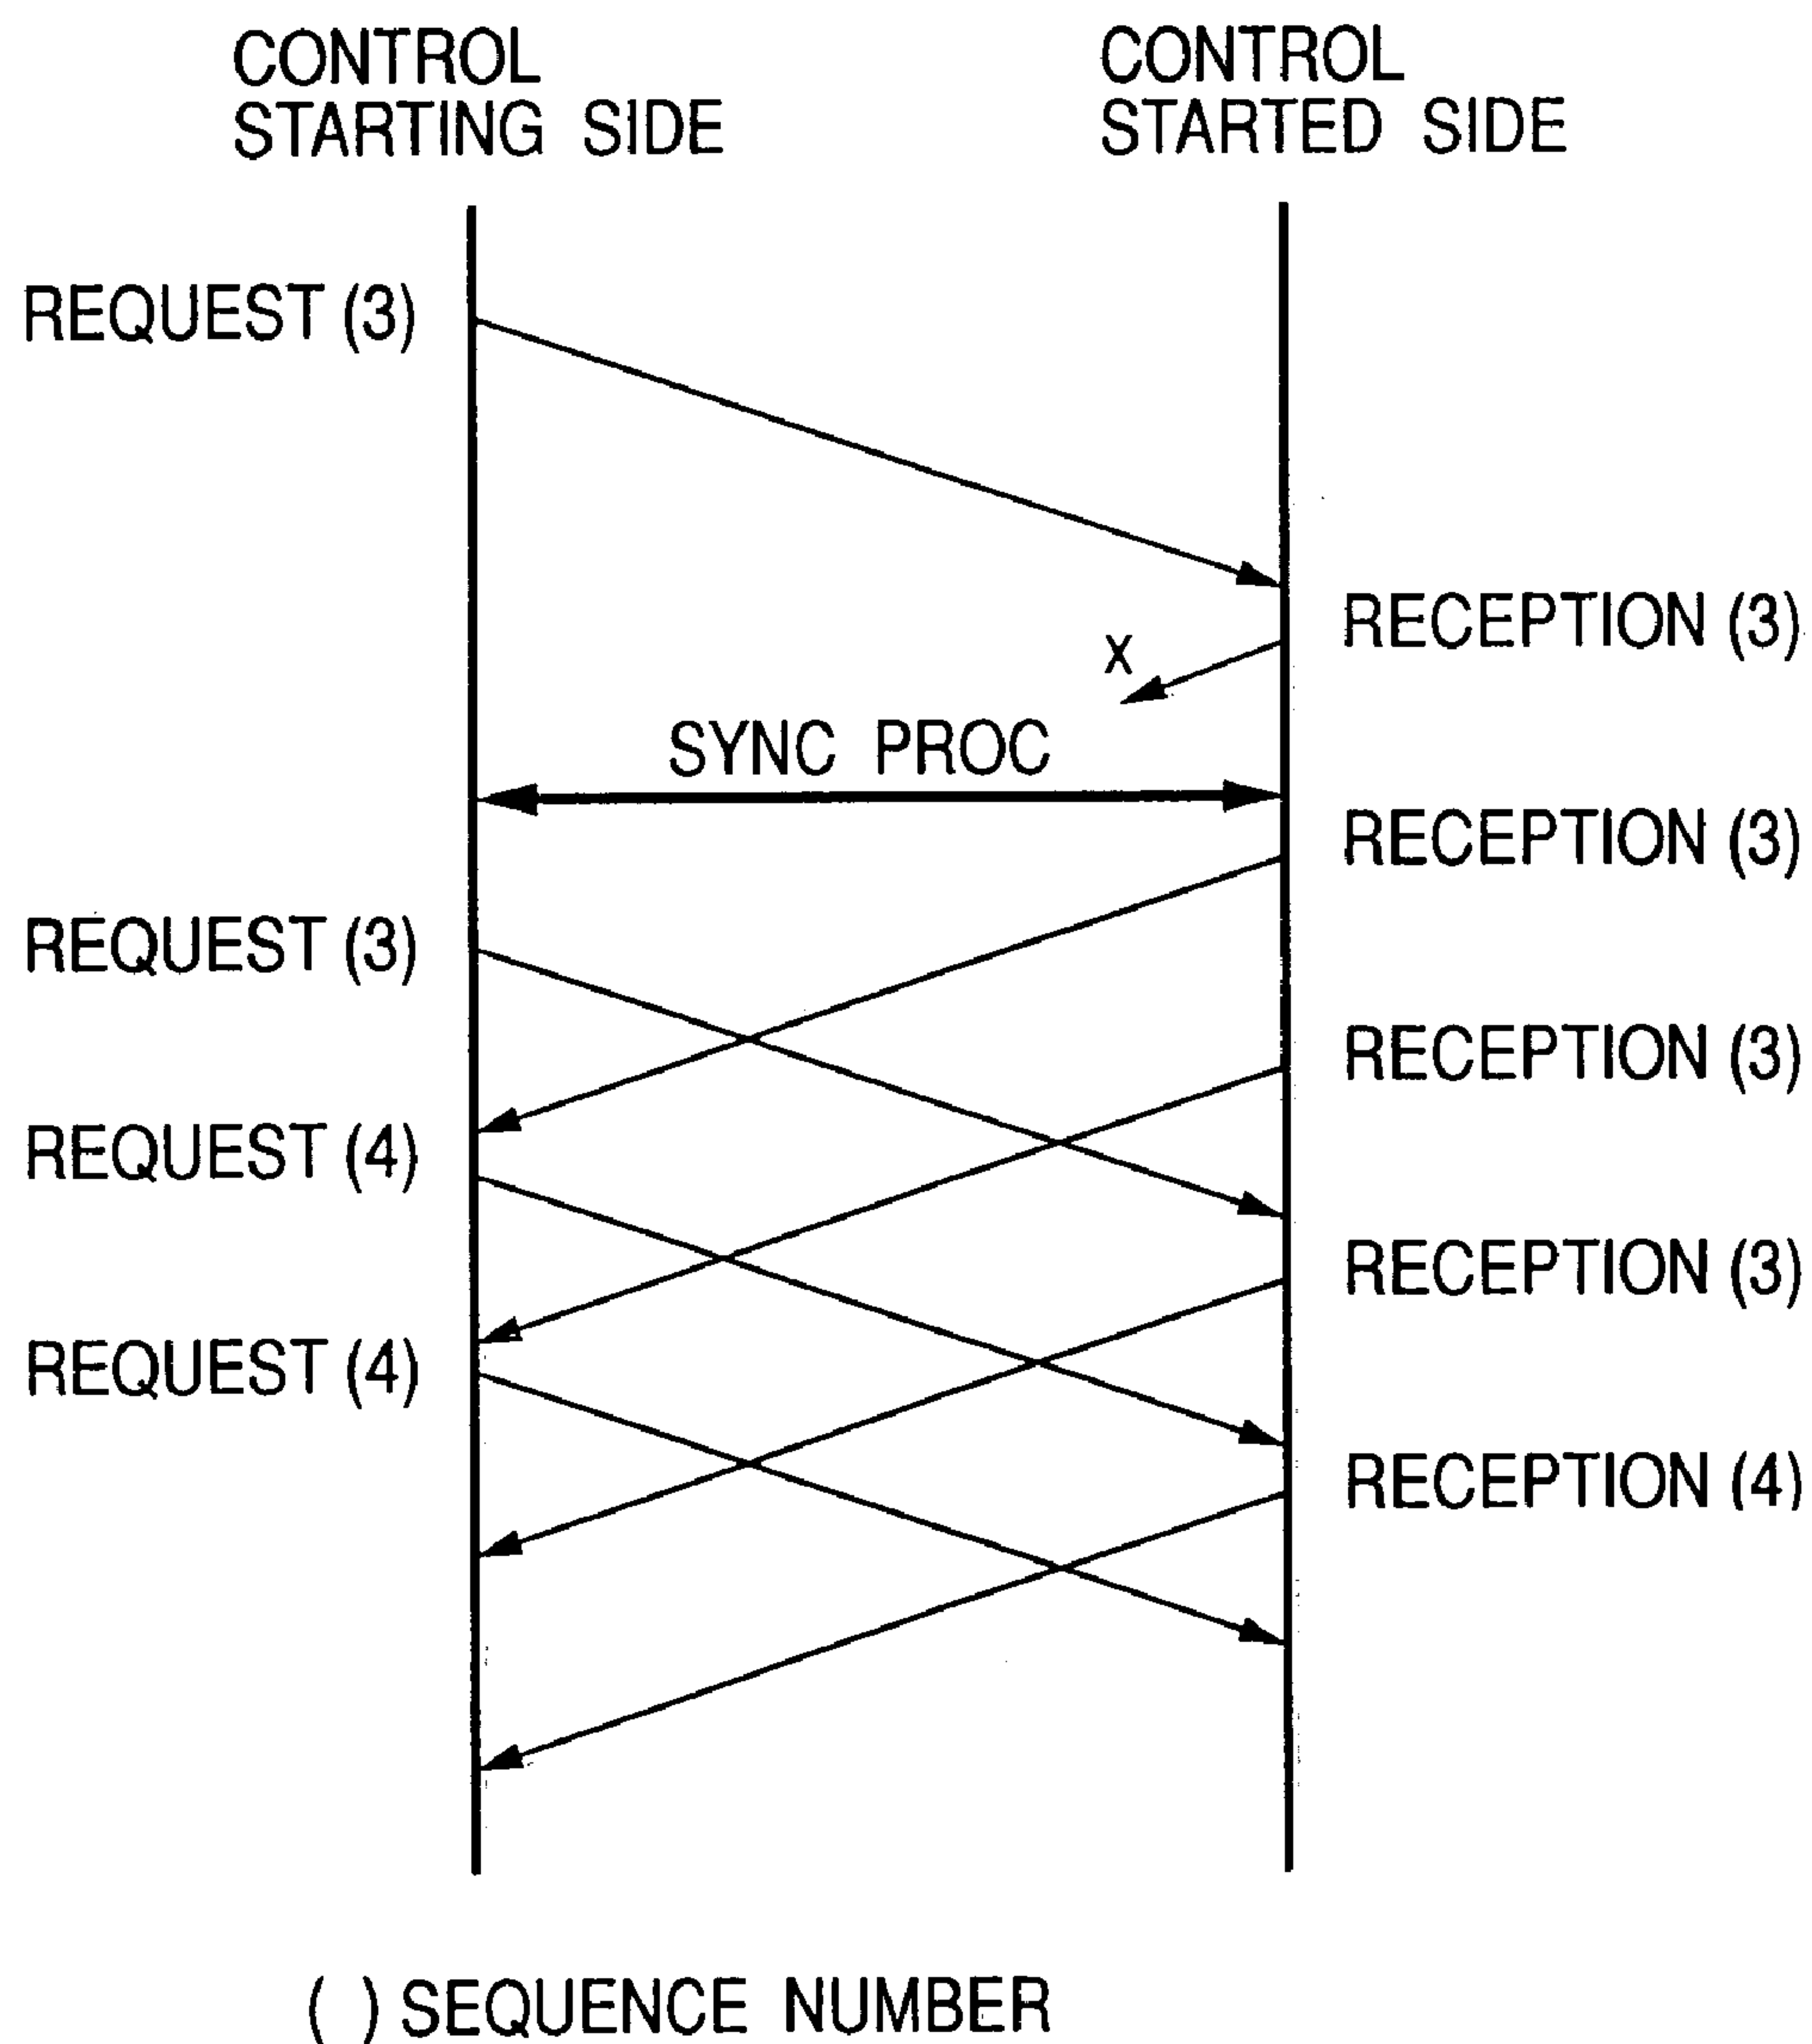 CONTROL
STARTING SIDE
CONTROL
STARTED SIDE
REQUEST (3)
RECEPTION (3)
X
SYNC PROC
RECEPTION (3)
REQUEST (3)
RECEPTION (3)
REQUEST (4)
RECEPTION (3)
REQUEST (4)
RECEPTION (4)
( ) SEQUENCE NUMBER